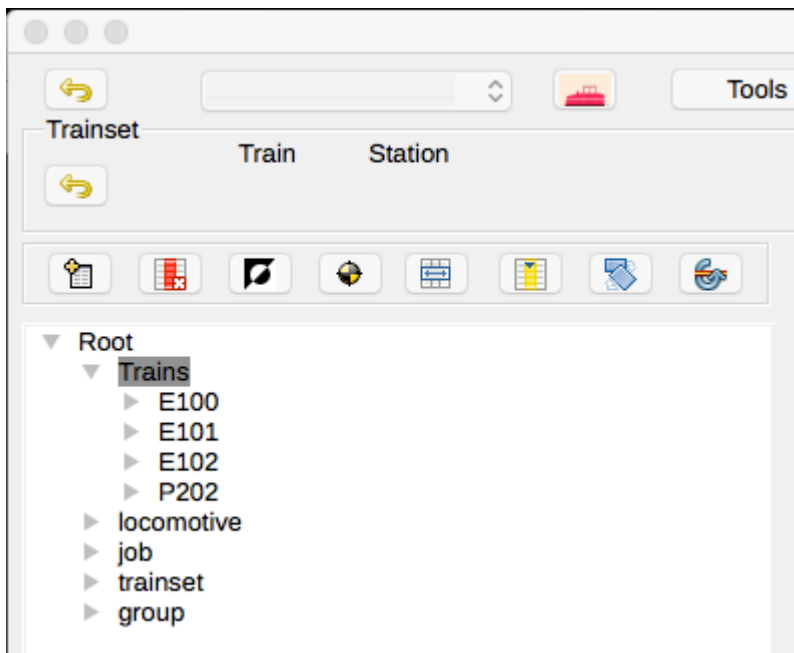 Tools
Trainset
Train Station
Root
Trains
E100
E101
E102
P202
locomotive
job
trainset
group